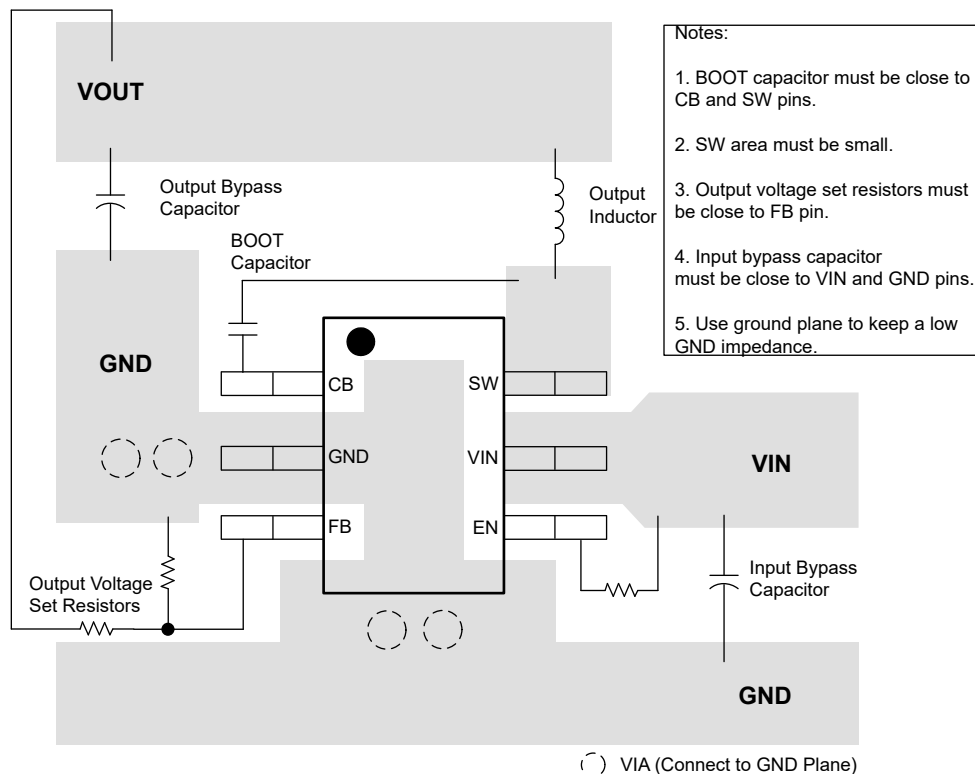 VOUT
Output Bypass
Capacitor
Output
Inductor
BOOT
Capacitor
GND
CB
SW
GND
VIN
VIN
FB
EN
Output Voltage
Set Resistors
Input Bypass
Capacitor
GND
VIA (Connect to GND Plane)
Notes:
1. BOOT capacitor must be close to
CB and SW pins.
2. SW area must be small.
3. Output voltage set resistors must
be close to FB pin.
4. Input bypass capacitor
must be close to VIN and GND pins.
5. Use ground plane to keep a low
GND impedance.